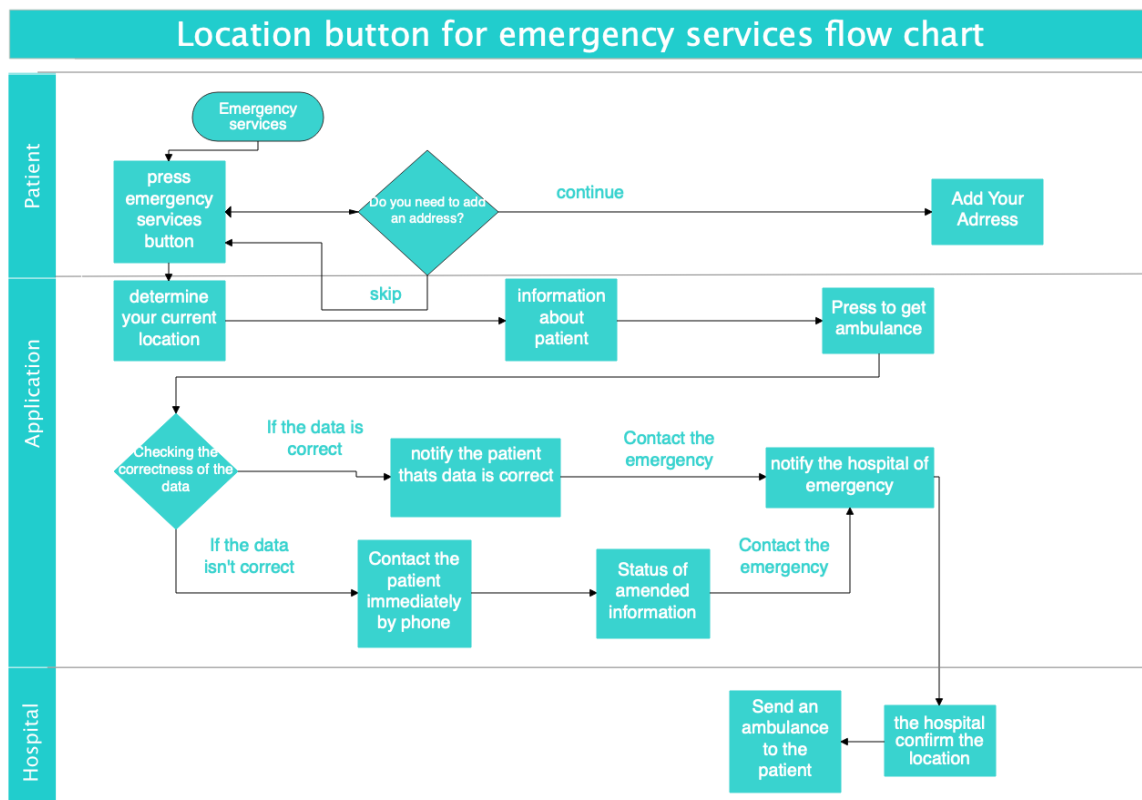 Location button for emergency services flow chart
Patient
Emergency
services
press
emergency
services
button
Do you need to add
an address?
continue
Add Your
Adrress
skip
Application
determine
your current
location
information
about
patient
Press to get
ambulance
Checking the
correctness of the
data
If the data is
correct
notify the patient
thats data is correct
Contact the
emergency
notify the hospital of
emergency
If the data
isn't correct
Contact the
patient
immediately
by phone
Status of
amended
information
Contact the
emergency
Hospital
Send an
ambulance
to the
patient
the hospital
confirm the
location